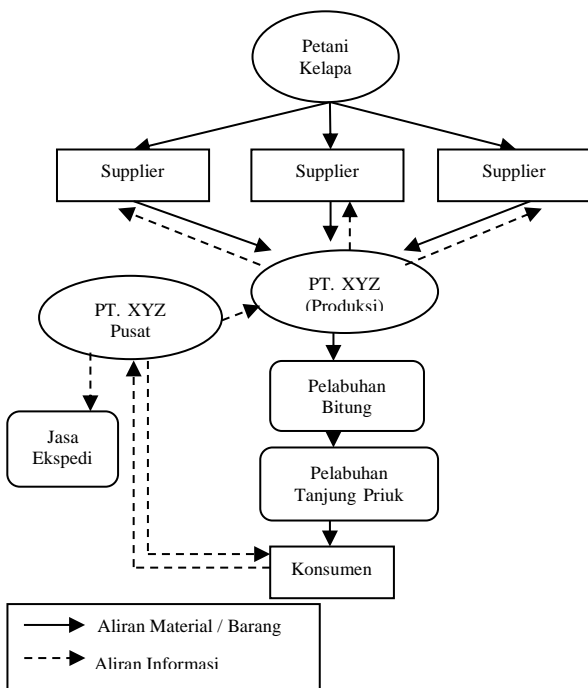 Petani
Kelapa
Supplier
Supplier
Supplier
PT. XYZ
(Produksi)
PT. XYZ
Pusat
Pelabuhan
Bitung
Jasa
Ekspedi
Pelabuhan
Tanjung Priuk
Konsumen
Aliran Material / Barang
Aliran Informasi